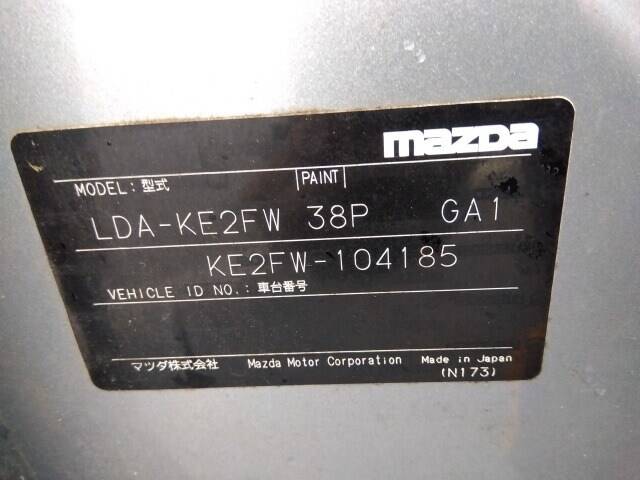 mazda
MODEL: 型式 PAINT
LDA-KE2FW 38P GA1
KE2FW-104185
VEHICLE ID NO.: 車台番号
マツダ株式会社 Mazda Motor Corporation Made in Japan
(N173)